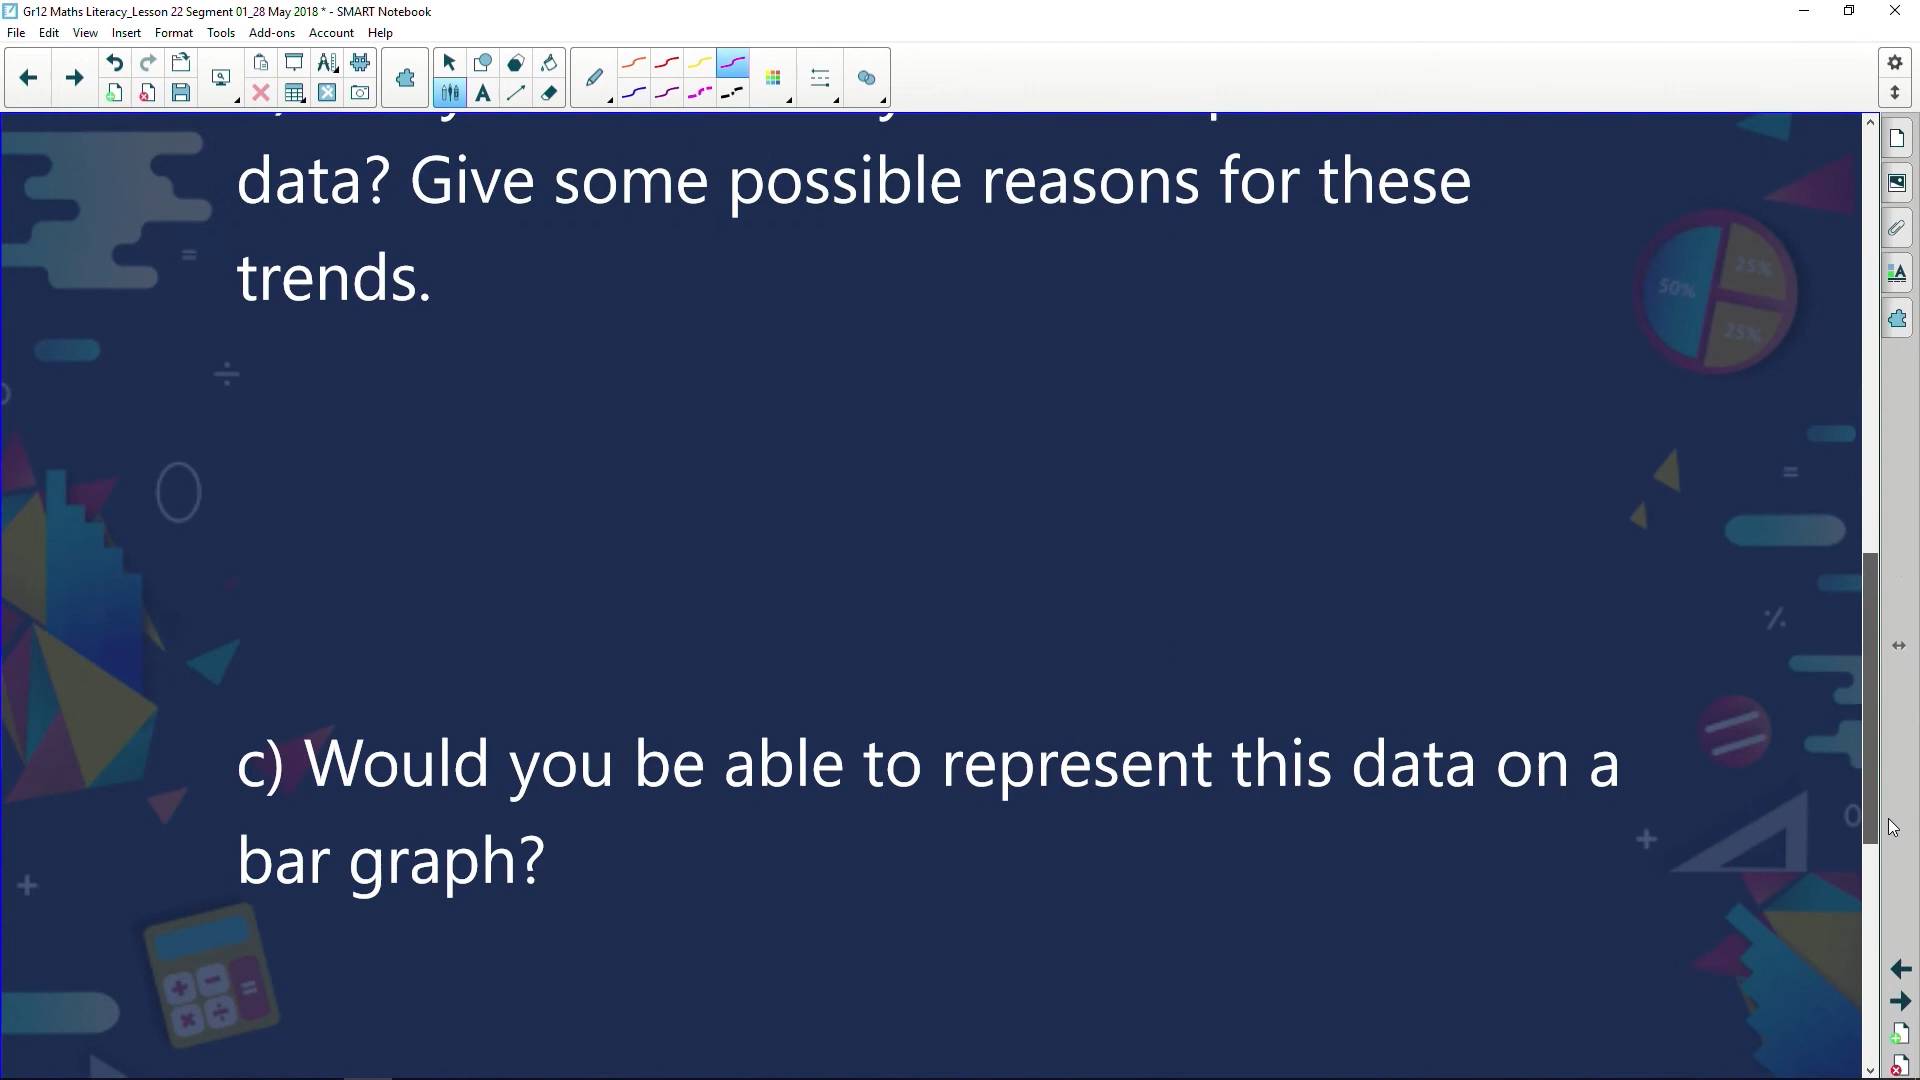 Gr12 Maths Literacy_Lesson 22 Segment 01_28 May 2018 * - SMART Notebook
File Edit View Insert Format Tools Add-ons Account Help
data? Give some possible reasons for these
trends.
50% 25%
25%
c) Would you be able to represent this data on a
bar graph?